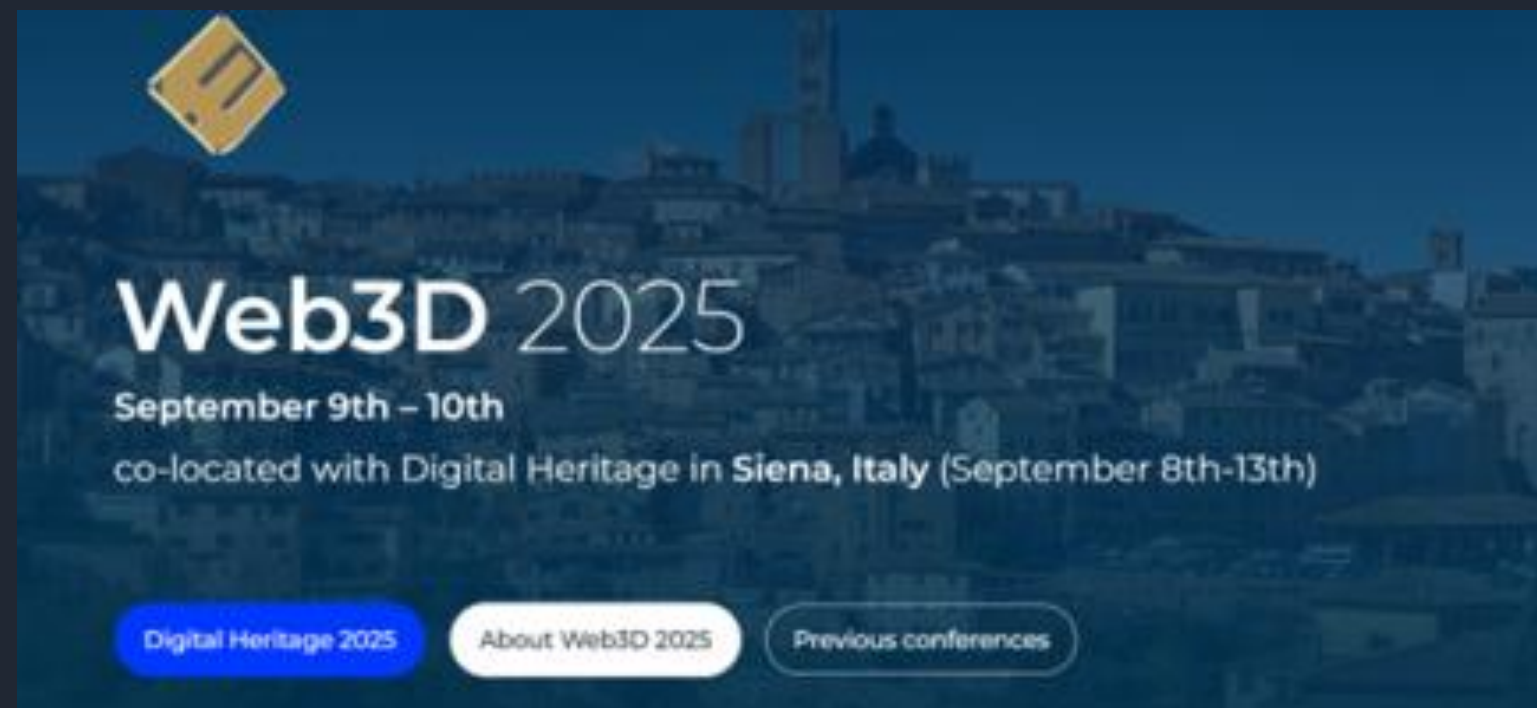 Web3D 2025
September 9th – 10th
co-located with Digital Heritage in Siena, Italy (September 8th-13th)
Digital Heritage 2025 About Web3D 2025 Previous conferences